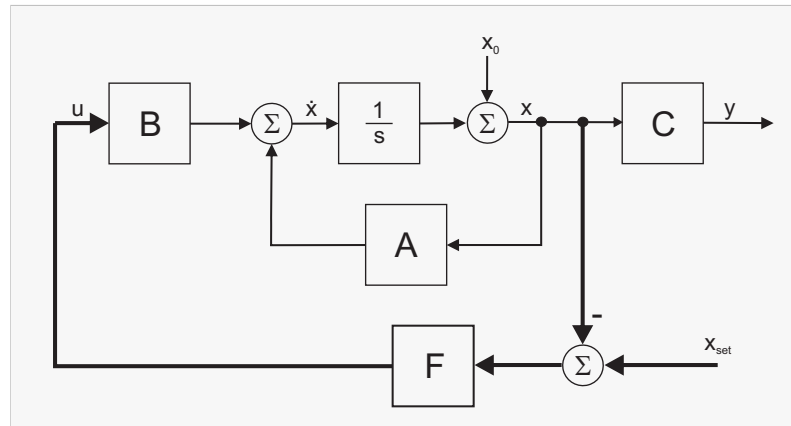 x₀
u
B
Σ
ẋ
1
s
Σ
x
C
y
A
-
F
Σ
xset